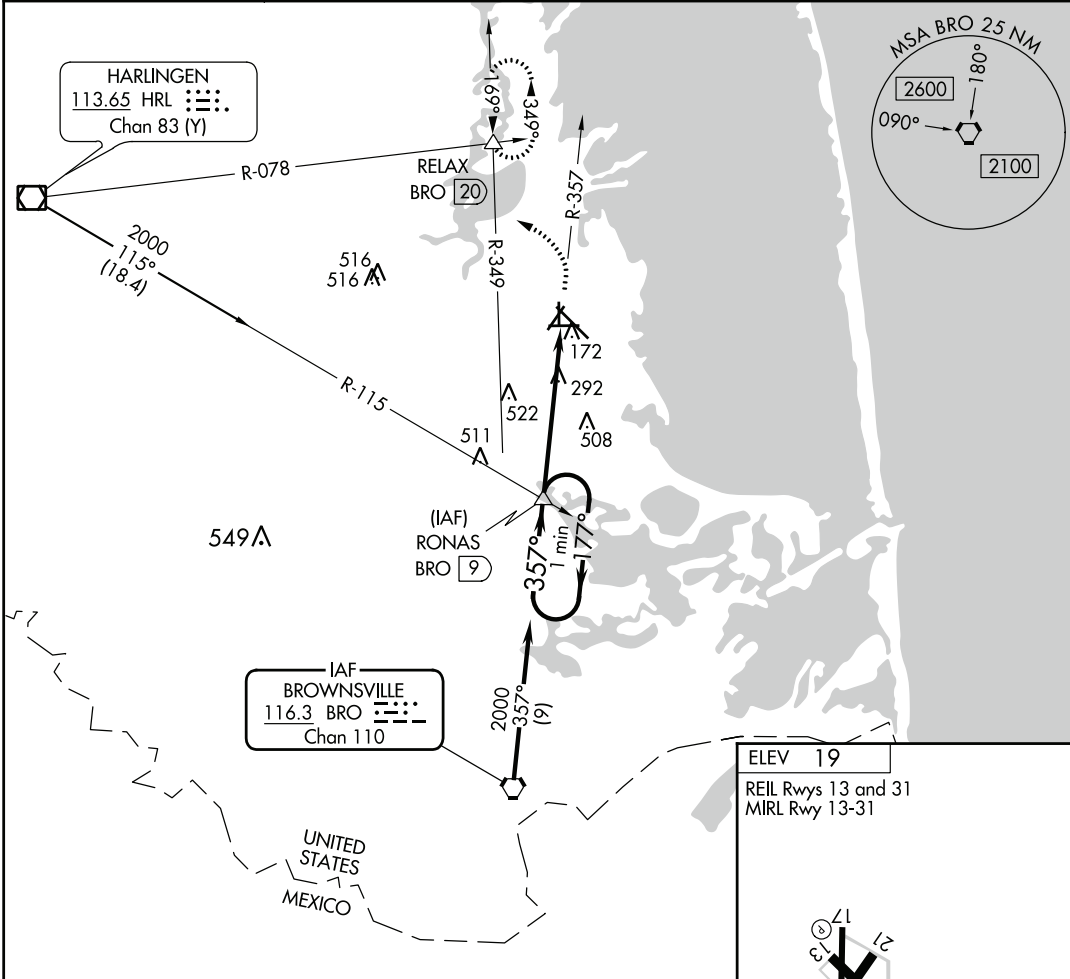 MSA BRO 25 NM
180°
2600
090°
2100
HARLINGEN
113.65 HRL
Chan 83 (Y)
169°
349°
R-078
RELAX
BRO 20
R-357
2000
115°
(18.4)
R-349
516
516
172
292
R-115
522
508
511
549
(IAF)
RONAS
BRO 9
357°
1 min
177°
IAF
BROWNSVILLE
116.3 BRO
Chan 110
2000
357°
(9)
ELEV 19
REIL Rwys 13 and 31
MIRL Rwy 13-31
UNITED
STATES
MEXICO
17
21
13
P